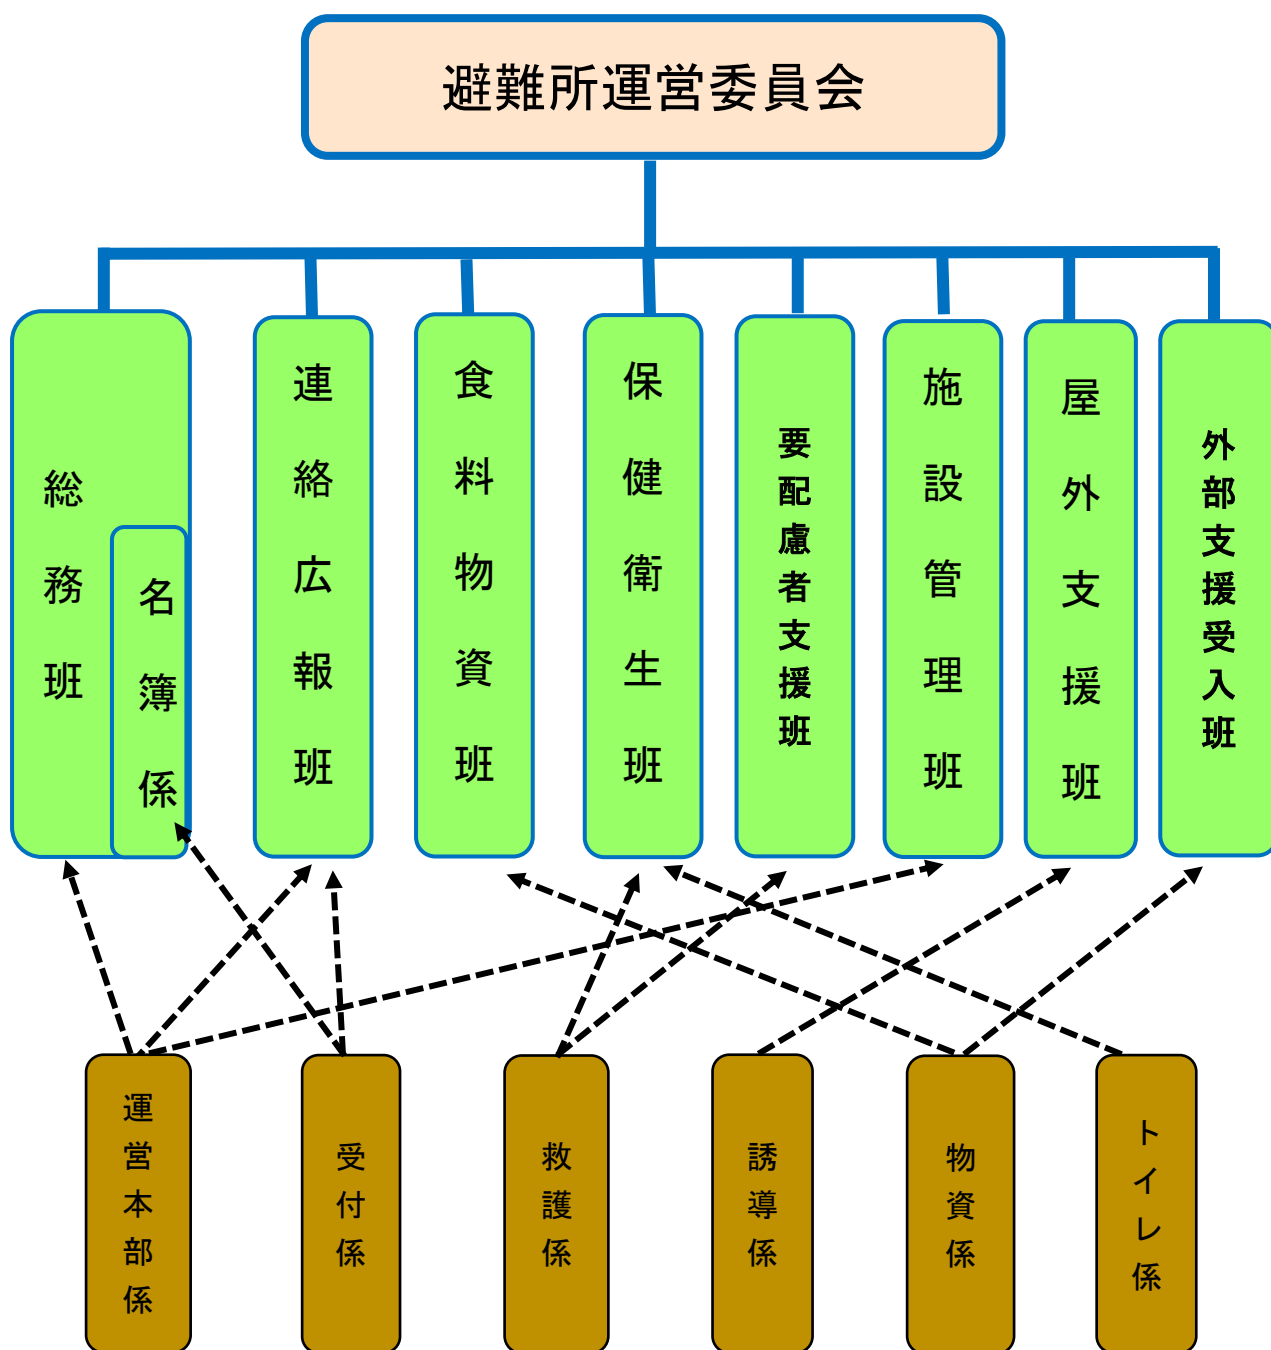 避難所運営委員会
総務班
名簿係
連絡広報班
食料物資班
保健衛生班
要配慮者支援班
施設管理班
屋外支援班
外部支援受入班
運営本部係
受付係
救護係
誘導係
物資係
トイレ係